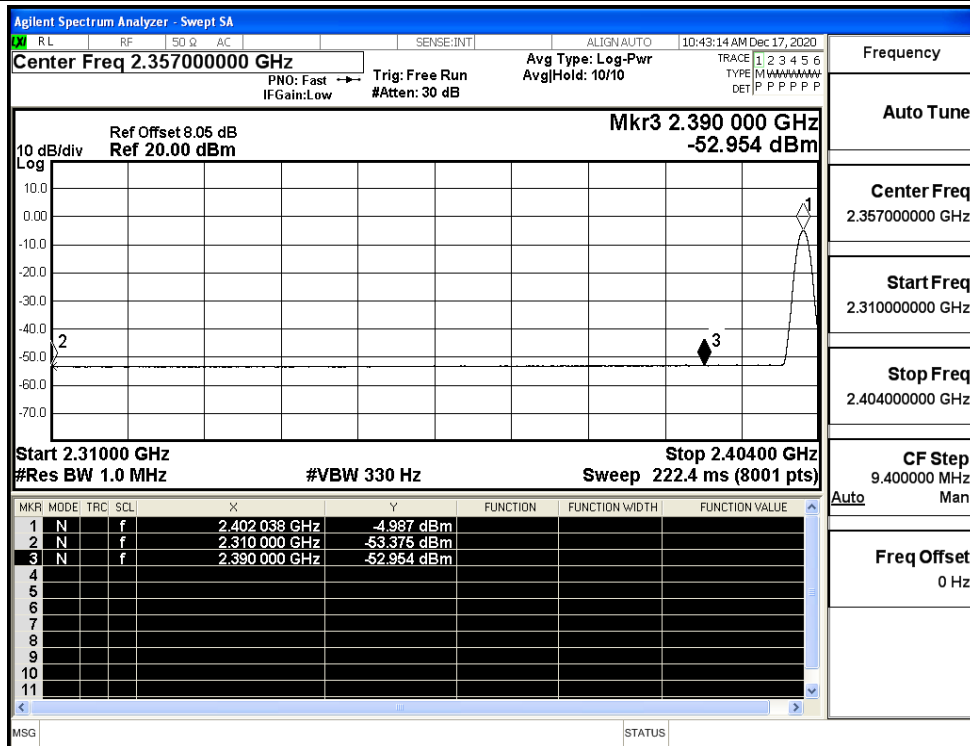 Agilent Spectrum Analyzer - Swept SA
LXI RL RF 50 Ω AC SENSE:INT ALIGNAUTO 10:43:14 AM Dec 17, 2020
Center Freq 2.357000000 GHz
PNO: Fast
IFGain:Low
Trig: Free Run
#Atten: 30 dB
Avg Type: Log-Pwr
Avg|Hold: 10/10
TRACE 1 2 3 4 5 6
TYPE M WWWWW
DET P P P P P P
Ref Offset 8.05 dB
Ref 20.00 dBm
10 dB/div
Log
Mkr3 2.390 000 GHz
-52.954 dBm
10.0
0.00
-10.0
-20.0
-30.0
-40.0
-50.0
-60.0
-70.0
1
2
3
Start 2.31000 GHz
Stop 2.40400 GHz
#Res BW 1.0 MHz
#VBW 330 Hz
Sweep 222.4 ms (8001 pts)
MKR MODE TRC SCL X Y FUNCTION FUNCTION WIDTH FUNCTION VALUE
1 N f 2.402 038 GHz -4.987 dBm
2 N f 2.310 000 GHz -53.375 dBm
3 N f 2.390 000 GHz -52.954 dBm
4
5
6
7
8
9
10
11
MSG
STATUS
Frequency
Auto Tune
Center Freq
2.357000000 GHz
Start Freq
2.310000000 GHz
Stop Freq
2.404000000 GHz
CF Step
9.400000 MHz
Auto Man
Freq Offset
0 Hz